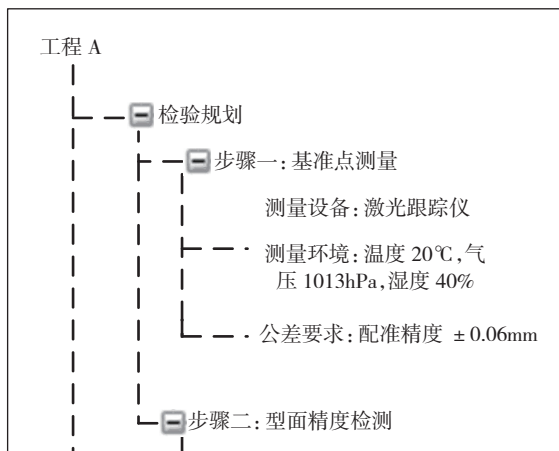 工程 A
检验规划
步骤一:基准点测量
测量设备:激光跟踪仪
测量环境:温度 20℃,气
压 1013hPa,湿度 40%
公差要求:配准精度 ±0.06mm
步骤二:型面精度检测